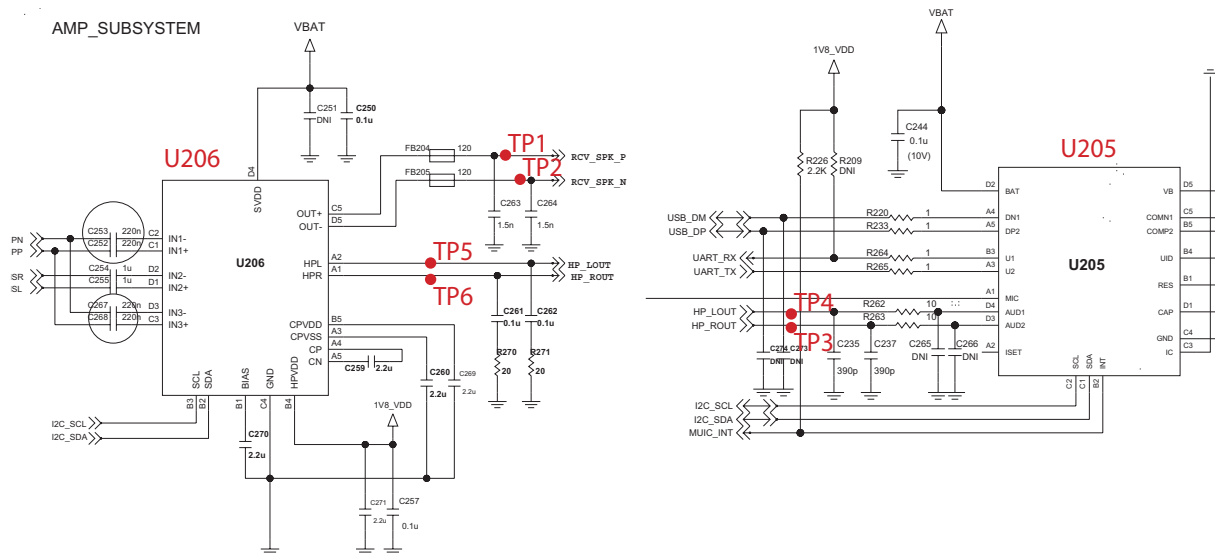 AMP_SUBSYSTEM
VBAT
C251
DNI
C250
0.1u
U206
D4
SVDD
FB204
120
TP1
RCV_SPK_P
FB205
120
TP2
RCV_SPK_N
C5
OUT+
D5
OUT-
C263
1.5n
C264
1.5n
PN
PP
C253
220n
C2
IN1-
C252
220n
C1
IN1+
SR
SL
C254
1u
D2
IN2-
C255
1u
D1
IN2+
C267
220n
D3
IN3-
C268
220n
C3
IN3+
U206
A2
HPL
A1
HPR
TP5
TP6
HP_LOUT
HP_ROUT
C261
0.1u
C262
0.1u
R270
20
R271
20
B5
CPVDD
A3
CPVSS
A4
CP
A5
CN
C259
2.2u
C260
2.2u
C269
2.2u
SCL
SDA
BIAS
GND
HPVDD
B3
B2
B1
C4
B4
I2C_SCL
I2C_SDA
C270
2.2u
1V8_VDD
C271
2.2u
C257
0.1u
VBAT
1V8_VDD
C244
0.1u
(10V)
R226
2.2K
R209
DNI
U205
D2
BAT
USB_DM
USB_DP
R220
1
A4
DN1
R233
1
A5
DP2
UART_RX
UART_TX
R264
1
B3
U1
R265
1
A3
U2
A1
MIC
HP_LOUT
HP_ROUT
TP4
TP3
R262
10
D4
AUD1
R263
10
D3
AUD2
A2
ISET
C274
DNI
C273
DNI
C235
390p
C237
390p
C265
DNI
C266
DNI
U205
VB
D5
COMN1
C5
COMP2
B5
UID
B4
RES
B1
CAP
D1
GND
C4
IC
C3
SCL
SDA
INT
C2
C1
B2
I2C_SCL
I2C_SDA
MUIC_INT